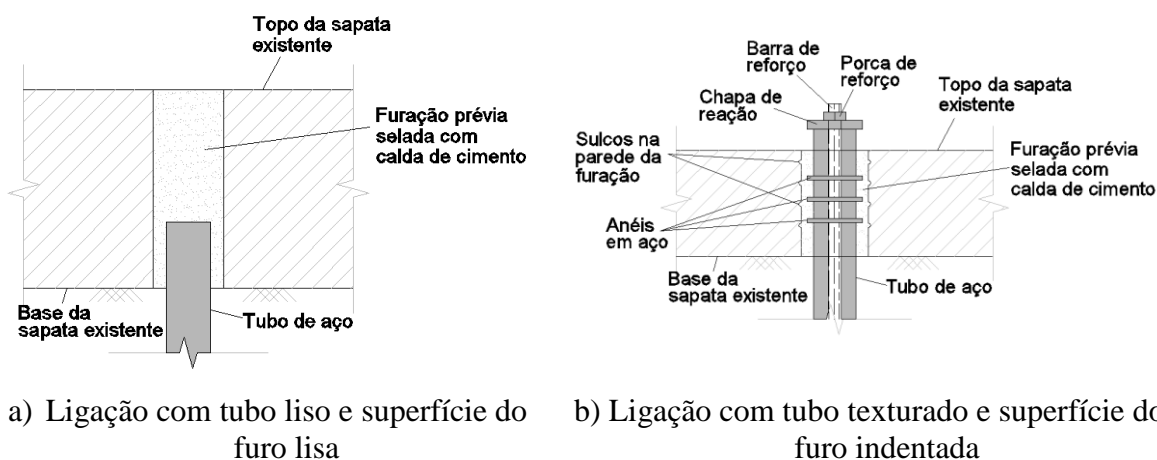 Topo da sapata
existente
Furação prévia
selada com
calda de cimento
Base da
sapata existente
Tubo de aço
a) Ligação com tubo liso e superfície do
furo lisa
Barra de
reforço
Porca de
reforço
Chapa de
reação
Topo da sapata
existente
Sulcos na
parede da
furação
Furação prévia
selada com
calda de cimento
Anéis
em aço
Base da
sapata existente
Tubo de aço
b) Ligação com tubo texturado e superfície do
furo indentada